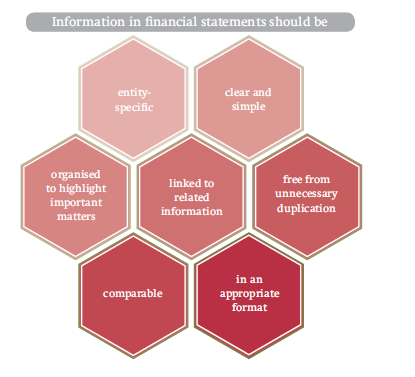 Information in financial statements should be
entity-
specific
clear and
simple
organised
to highlight
important
matters
linked to
related
information
free from
unnecessary
duplication
comparable
in an
appropriate
format